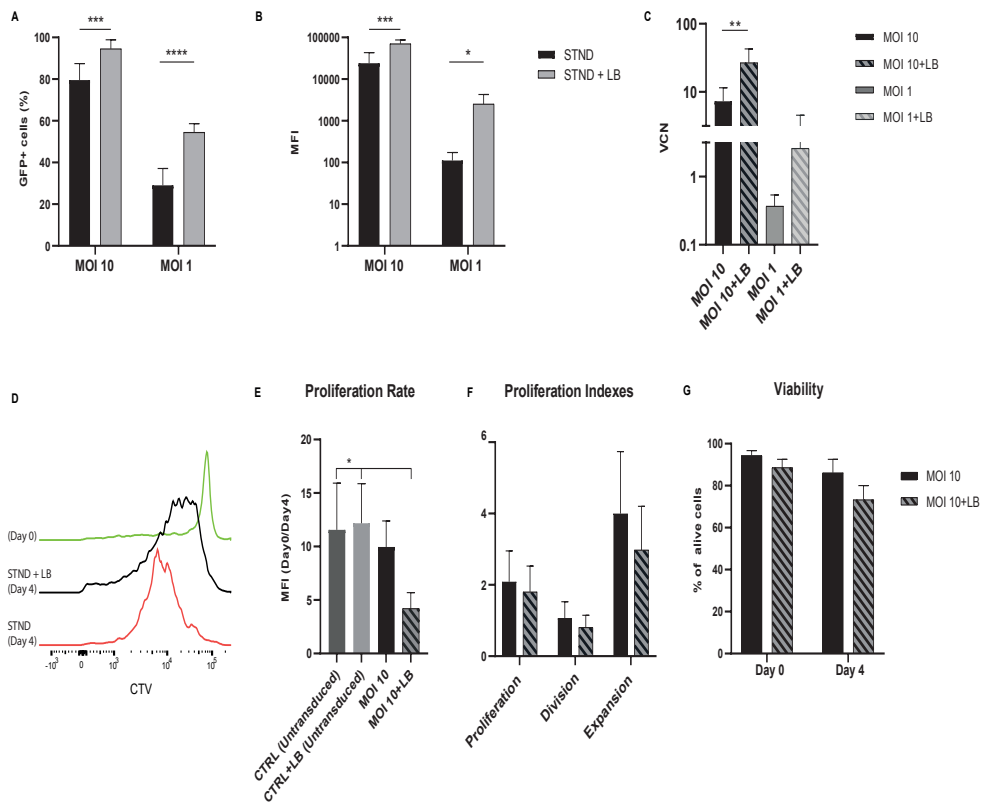 A
***
****
100
80
60
40
20
0
GFP+ cells (%)
MOI 10
MOI 1
B
***
*
100000
10000
1000
100
10
1
MFI
MOI 10
MOI 1
STND
STND + LB
C
**
100
10
1
0.1
VCN
MOI 10
MOI 10+LB
MOI 1
MOI 1+LB
MOI 10
MOI 10+LB
MOI 1
MOI 1+LB
D
(Day 0)
STND + LB
(Day 4)
STND
(Day 4)
-10³
0
10³
10⁴
10⁵
CTV
E
Proliferation Rate
*
20
15
10
5
0
MFI (Day0/Day4)
CTRL (Untransduced)
CTRL+LB (Untransduced)
MOI 10
MOI 10+LB
F
Proliferation Indexes
6
4
2
0
Proliferation
Division
Expansion
G
Viability
100
80
60
40
20
0
% of alive cells
Day 0
Day 4
MOI 10
MOI 10+LB